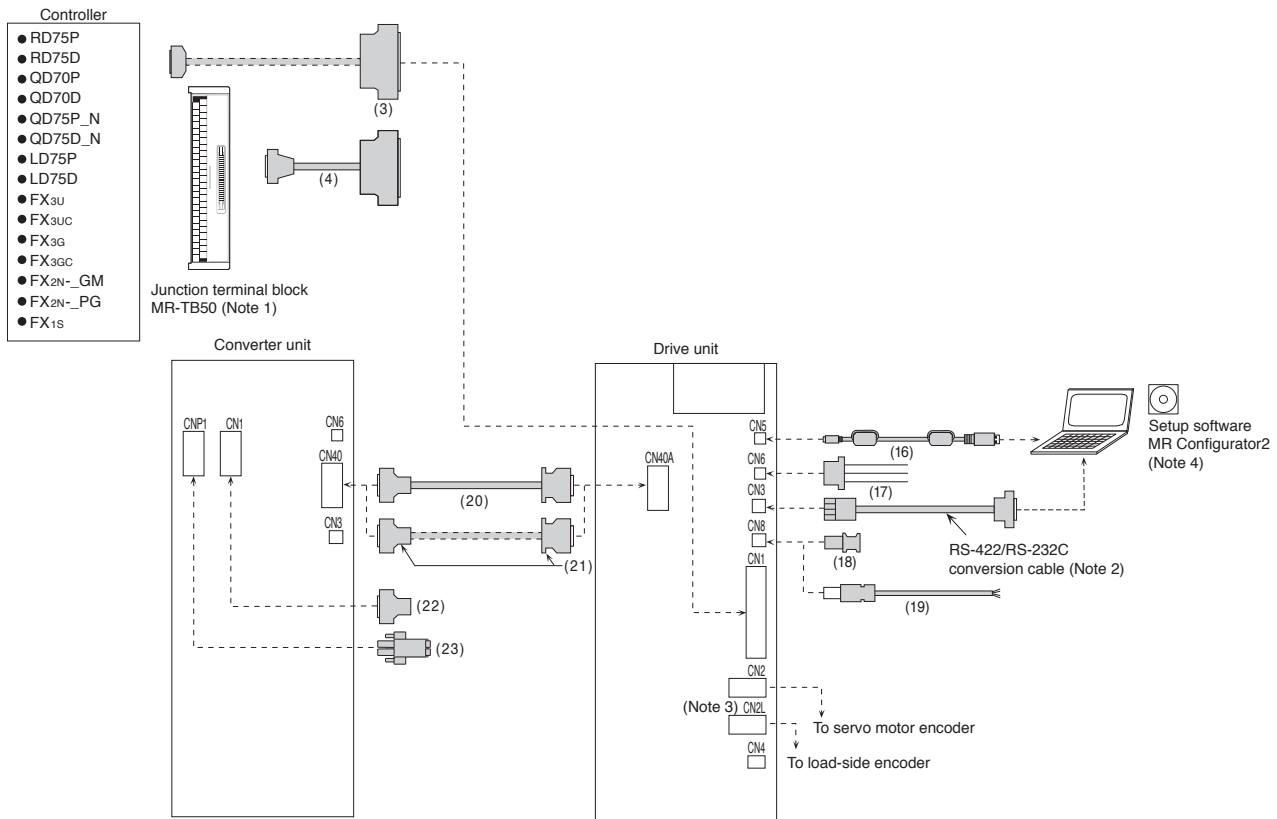 Controller
● RD75P
● RD75D
● QD70P
● QD70D
● QD75P_N
● QD75D_N
● LD75P
● LD75D
● FX3U
● FX3UC
● FX3G
● FX3GC
● FX2N-_GM
● FX2N-_PG
● FX1S
(3)
(4)
Junction terminal block
MR-TB50 (Note 1)
Converter unit
CNP1
CN1
CN6
CN40
CN3
(20)
(21)
(22)
(23)
Drive unit
CN40A
CN5
CN6
CN3
CN8
CN1
CN2
(Note 3) CN2L
CN4
(16)
(17)
RS-422/RS-232C
conversion cable (Note 2)
(18)
(19)
Setup software
MR Configurator2
(Note 4)
To servo motor encoder
To load-side encoder